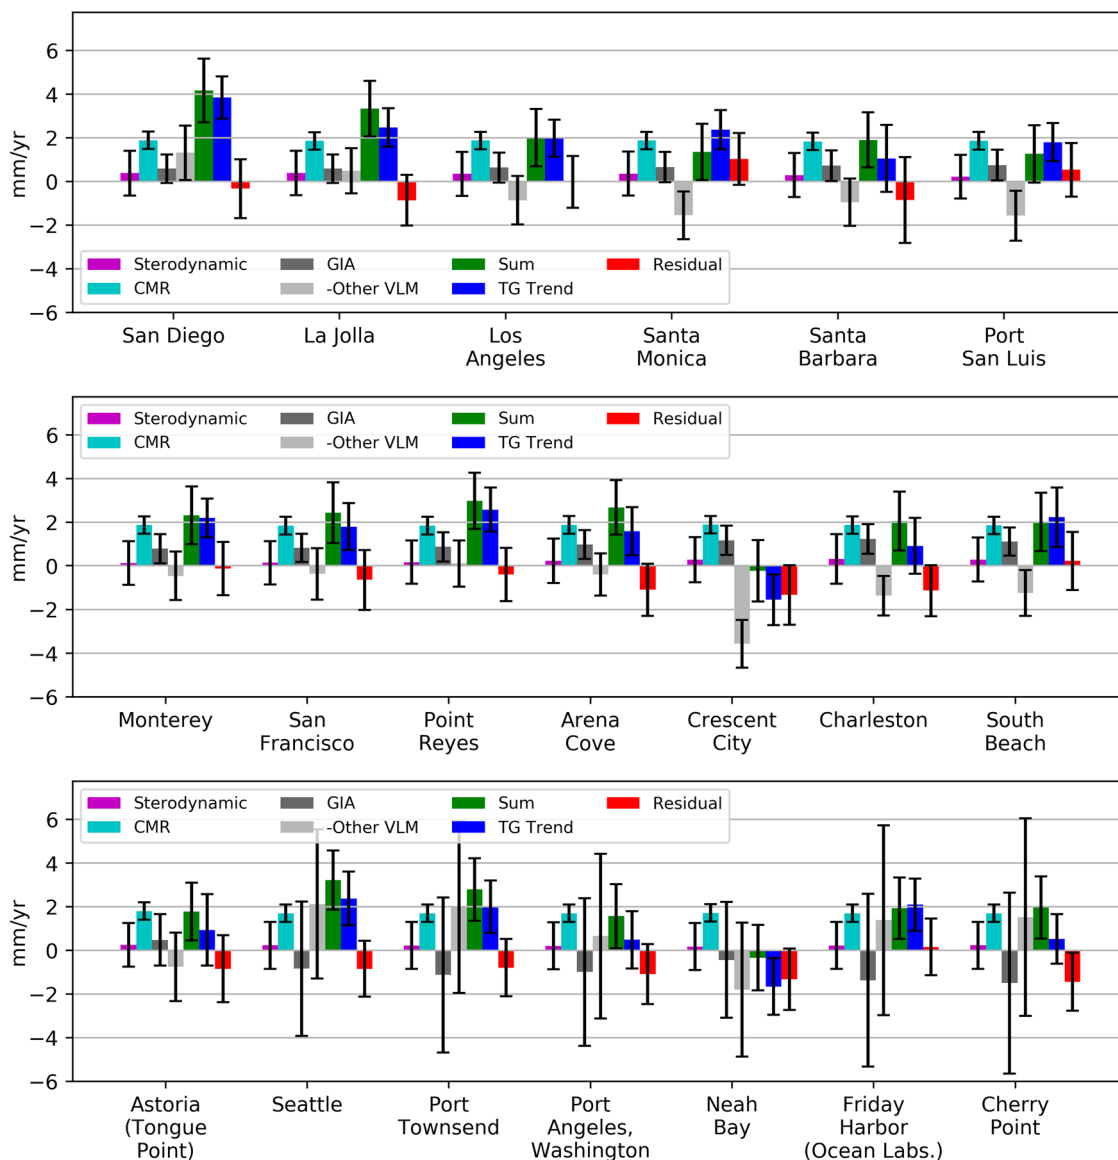 6
4
2
0
−2
−4
−6
mm/yr
Sterodynamic GIA Sum Residual
CMR -Other VLM TG Trend
San Diego La Jolla Los Santa Santa Port
Angeles Monica Barbara San Luis
6
4
2
0
−2
−4
−6
mm/yr
Sterodynamic GIA Sum Residual
CMR -Other VLM TG Trend
Monterey San Point Arena Crescent Charleston South
Francisco Reyes Cove City Beach
6
4
2
0
−2
−4
−6
mm/yr
Sterodynamic GIA Sum Residual
CMR -Other VLM TG Trend
Astoria Seattle Port Port Neah Friday Cherry
(Tongue Townsend Angeles, Bay Harbor Point
Point) Washington (Ocean Labs.)